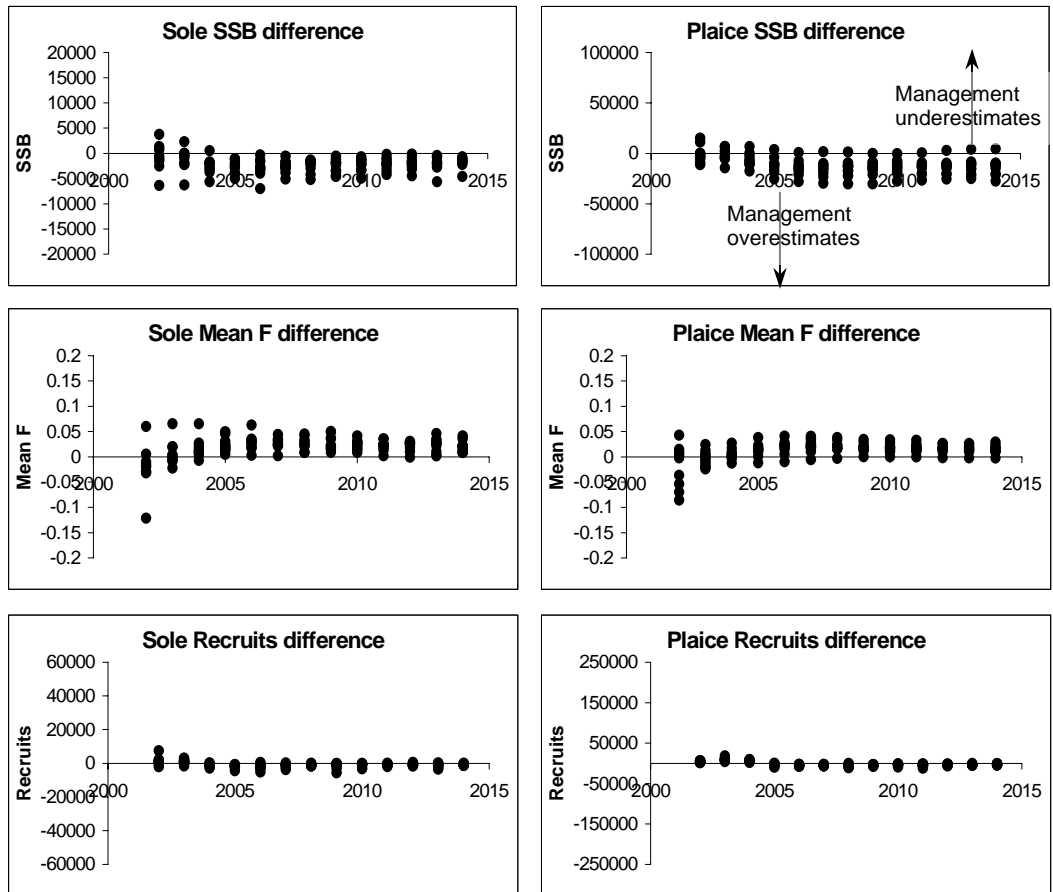 Sole SSB difference
20000
15000
10000
5000
0
-5000
-10000
-15000
-20000
SSB
2000 2005 2010 2015
Plaice SSB difference
100000
50000
0
-50000
-100000
SSB
2000 2005 2010 2015
Management
underestimates
Management
overestimates
Sole Mean F difference
0.2
0.15
0.1
0.05
0
-0.05
-0.1
-0.15
-0.2
Mean F
2000 2005 2010 2015
Plaice Mean F difference
0.2
0.15
0.1
0.05
0
-0.05
-0.1
-0.15
-0.2
Mean F
2000 2005 2010 2015
Sole Recruits difference
60000
40000
20000
0
-20000
-40000
-60000
Recruits
2000 2005 2010 2015
Plaice Recruits difference
250000
150000
50000
-50000
-150000
-250000
Recruits
2000 2005 2010 2015